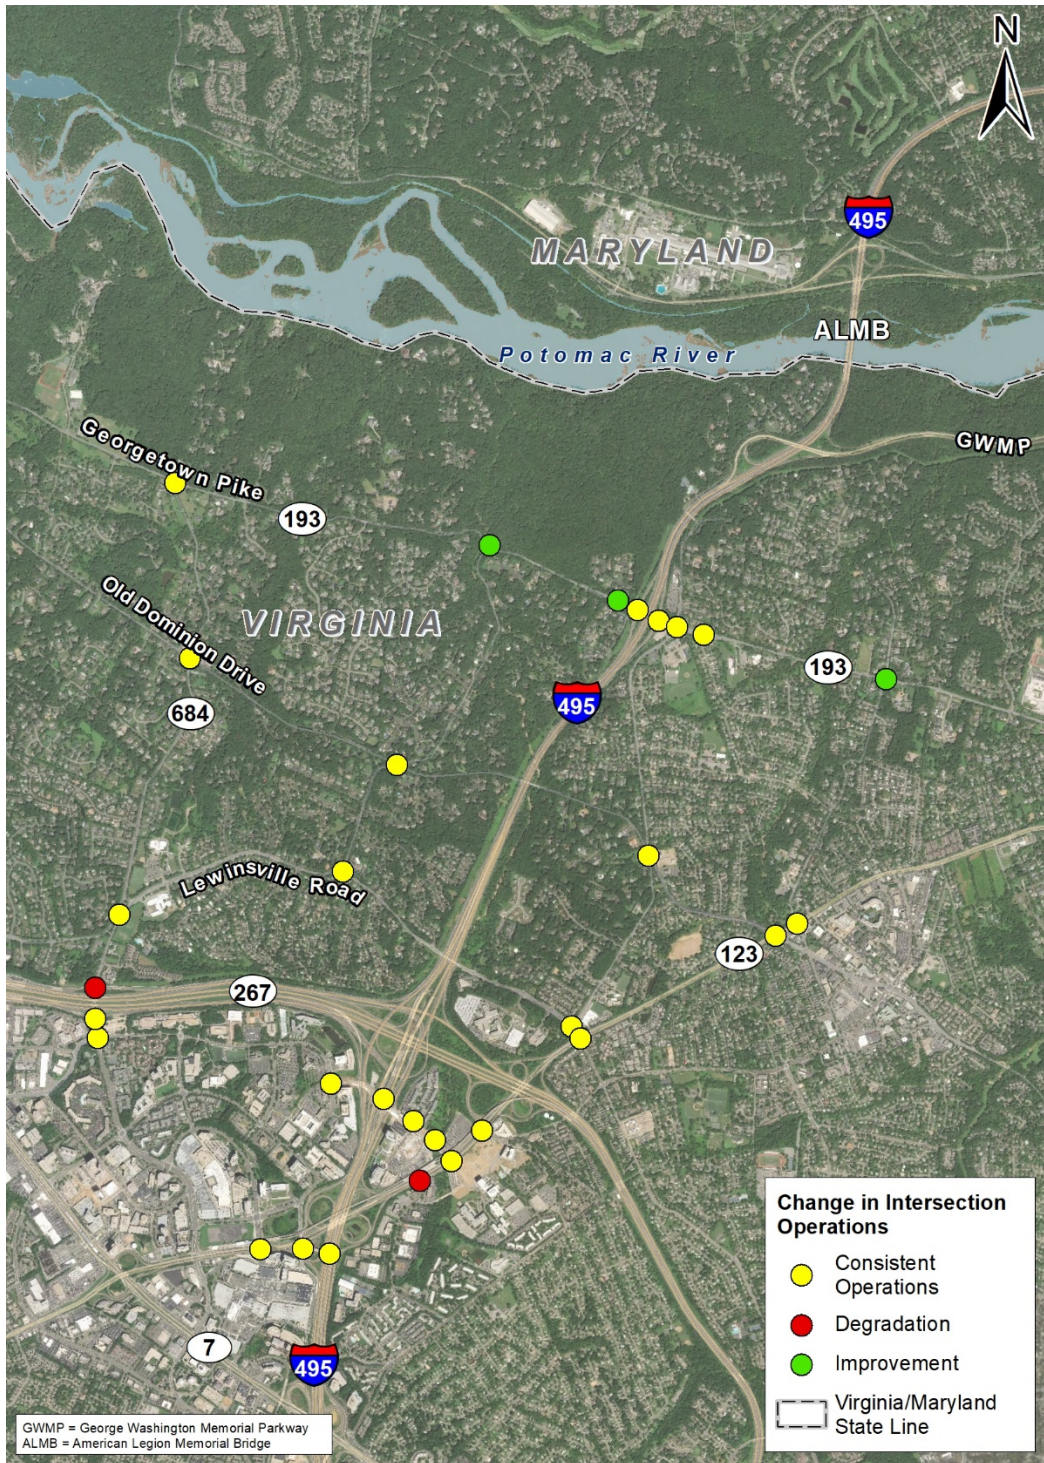 N
495
MARYLAND
ALMB
Potomac River
GWMP
Georgetown Pike
193
Old Dominion Drive
VIRGINIA
193
495
684
Lewinsville Road
123
267
7
495
Change in Intersection
Operations
Consistent
Operations
Degradation
Improvement
Virginia/Maryland
State Line
GWMP = George Washington Memorial Parkway
ALMB = American Legion Memorial Bridge